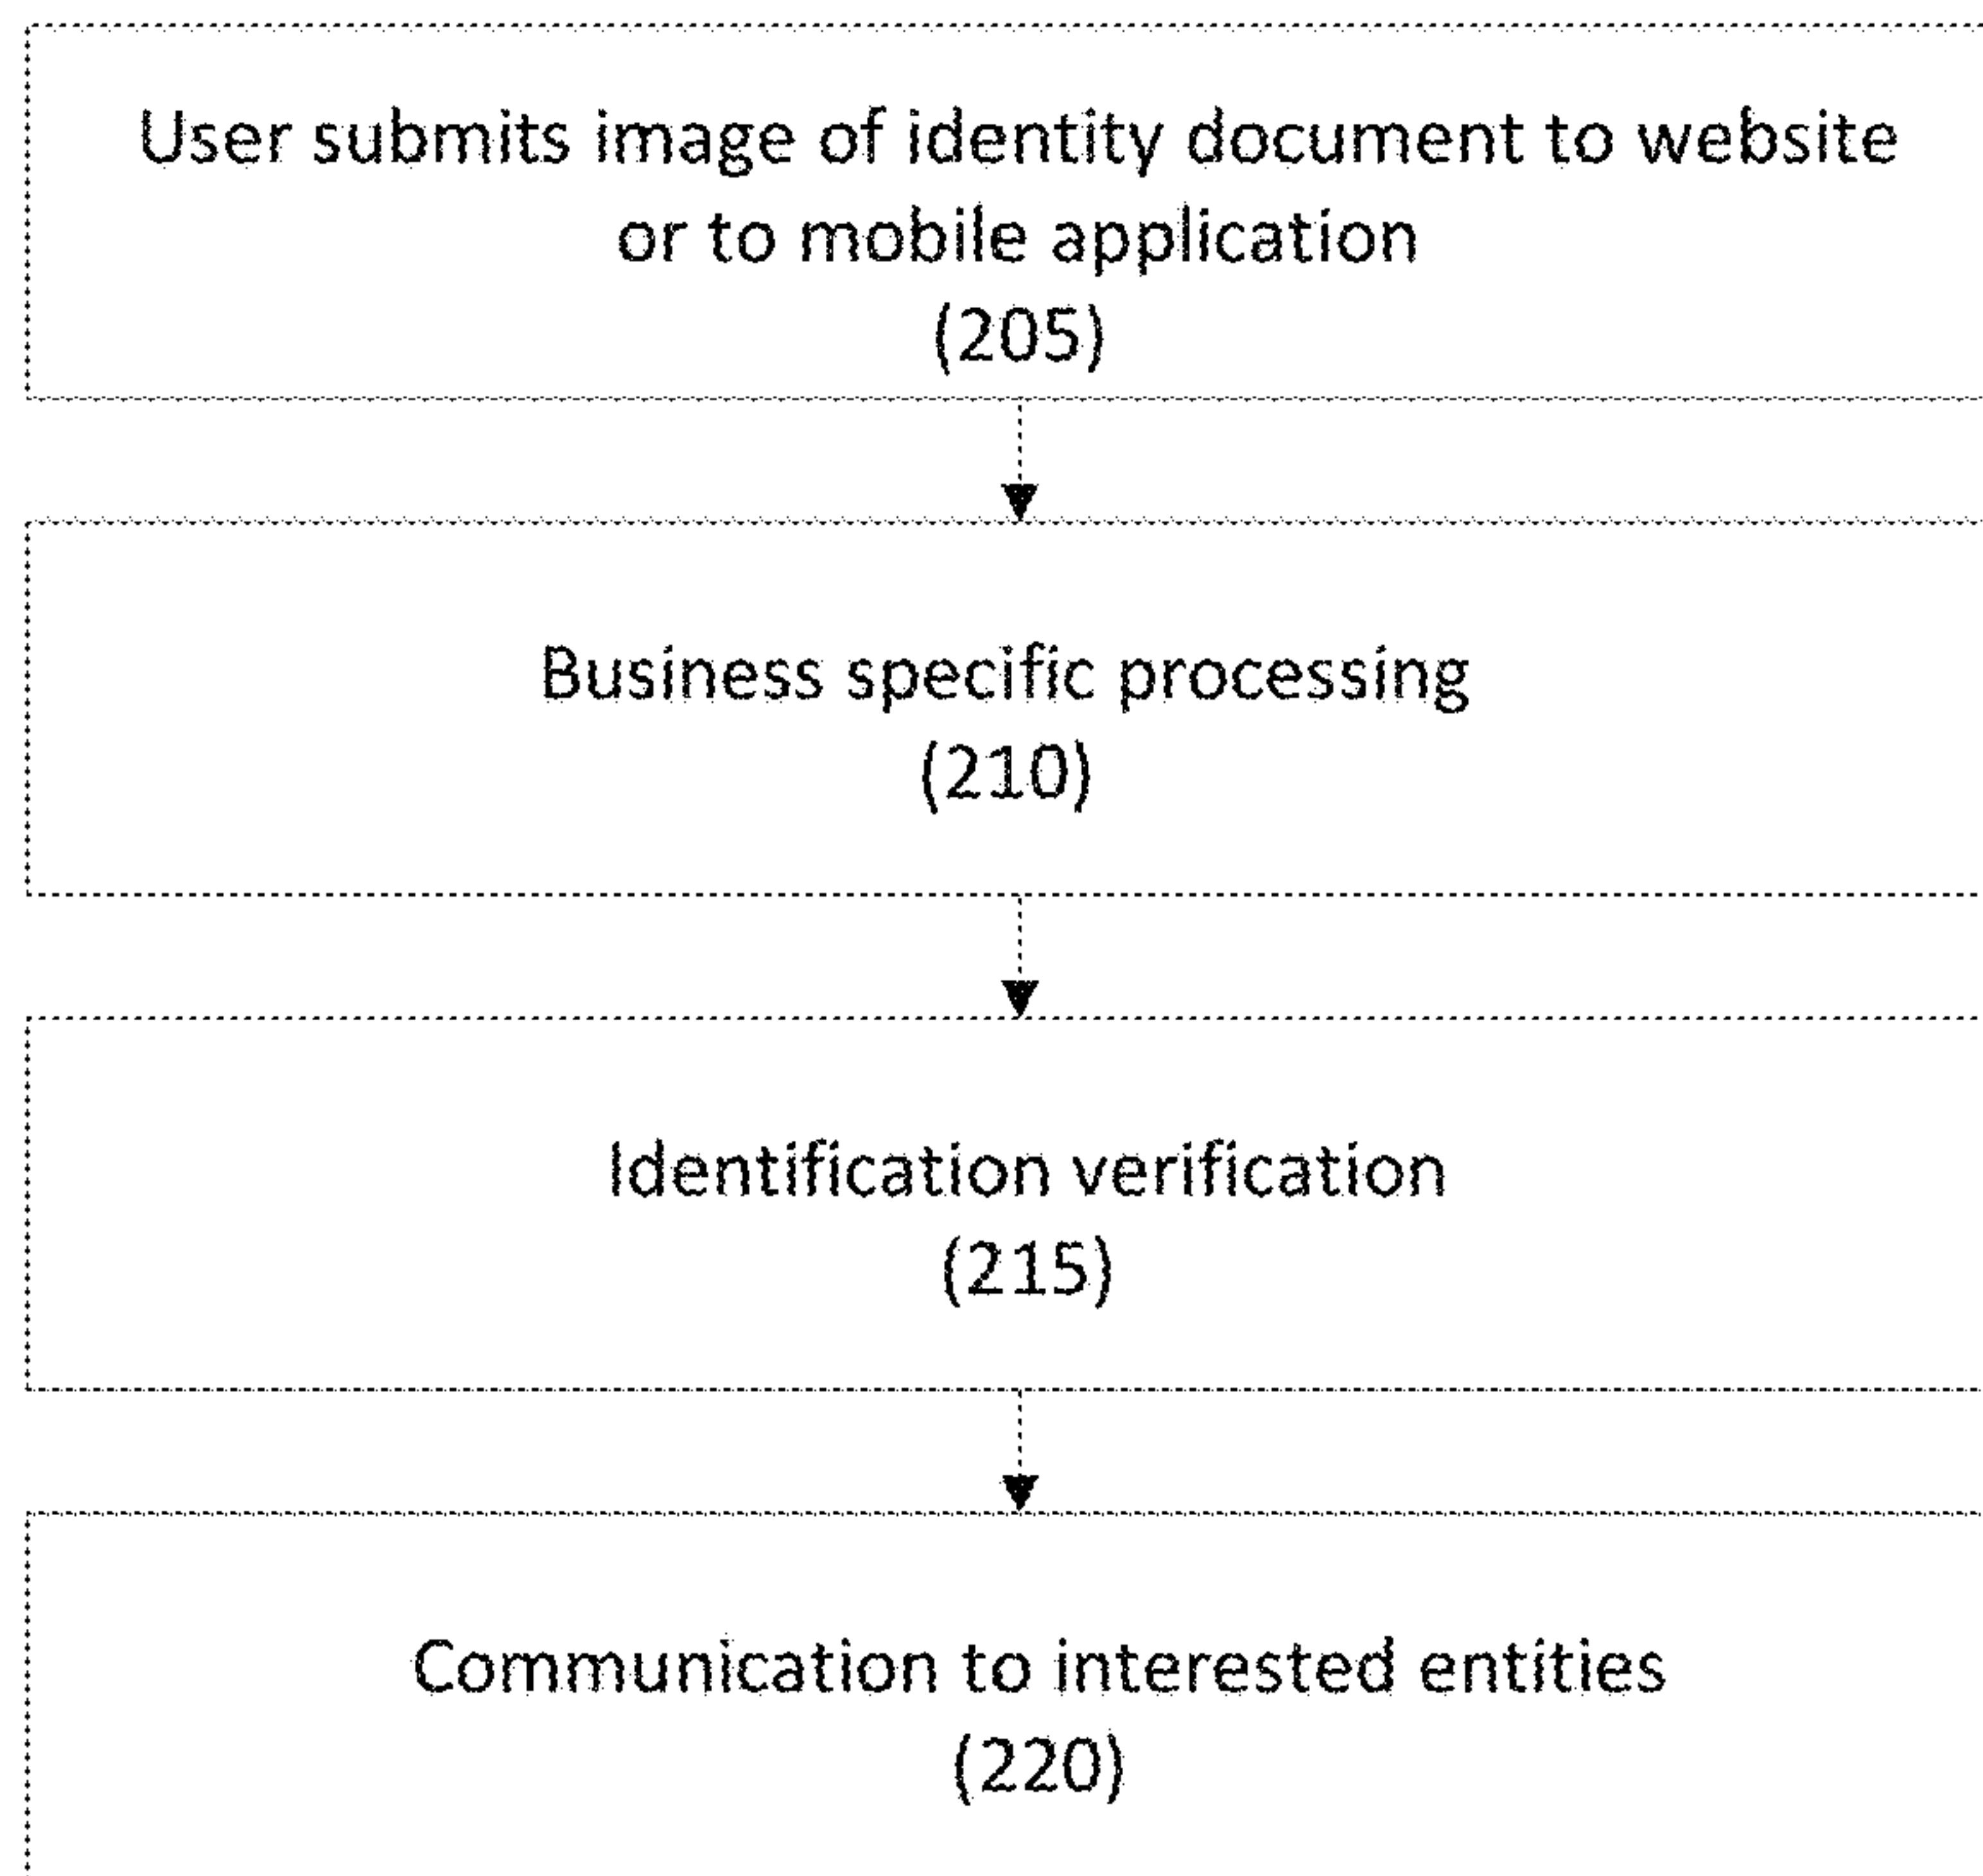 User submits image of identity document to website
or to mobile application
(205)
Business specific processing
(210)
Identification verification
(215)
Communication to interested entities
(220)